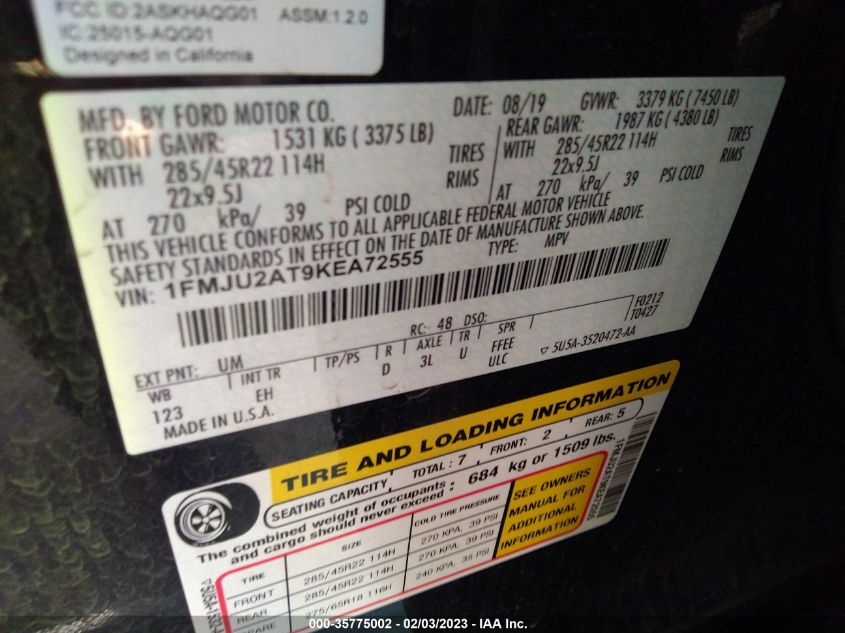 FCC ID:2ASKHAQG01 ASSM:1.2.0
IC:25015-AQG01
Designed in California
MFD. BY FORD MOTOR CO.
DATE: 08/19 GVWR: 3379 KG ( 7450 LB)
FRONT GAWR: 1531 KG ( 3375 LB)
REAR GAWR: 1987 KG ( 4380 LB)
WITH 285/45R22 114H TIRES
WITH 285/45R22 114H TIRES
22x9.5J RIMS
22x9.5J RIMS
AT 270 kPa/ 39 PSI COLD
AT 270 kPa/ 39 PSI COLD
THIS VEHICLE CONFORMS TO ALL APPLICABLE FEDERAL MOTOR VEHICLE
SAFETY STANDARDS IN EFFECT ON THE DATE OF MANUFACTURE SHOWN ABOVE.
VIN: 1FMJU2AT9KEA72555 TYPE: MPV
F0212
T0427
EXT PNT: UM RC: 48 DSO:
WB INT TR TP/PS R AXLE TR SPR
123 EH D 3L U FFEE
ULC
5U5A-3520472-AA
MADE IN U.S.A.
TIRE AND LOADING INFORMATION
SEATING CAPACITY TOTAL : 7 FRONT: 2 REAR: 5
The combined weight of occupants
and cargo should never exceed : 684 kg or 1509 lbs.
TIRE SIZE COLD TIRE PRESSURE
FRONT 285/45R22 114H 270 KPA, 39 PSI
REAR 285/45R22 114H 270 KPA, 39 PSI
275/65R18 116H 240 KPA, 35 PSI
SEE OWNERS
MANUAL FOR
ADDITIONAL
INFORMATION
000-35775002 - 02/03/2023 - IAA Inc.